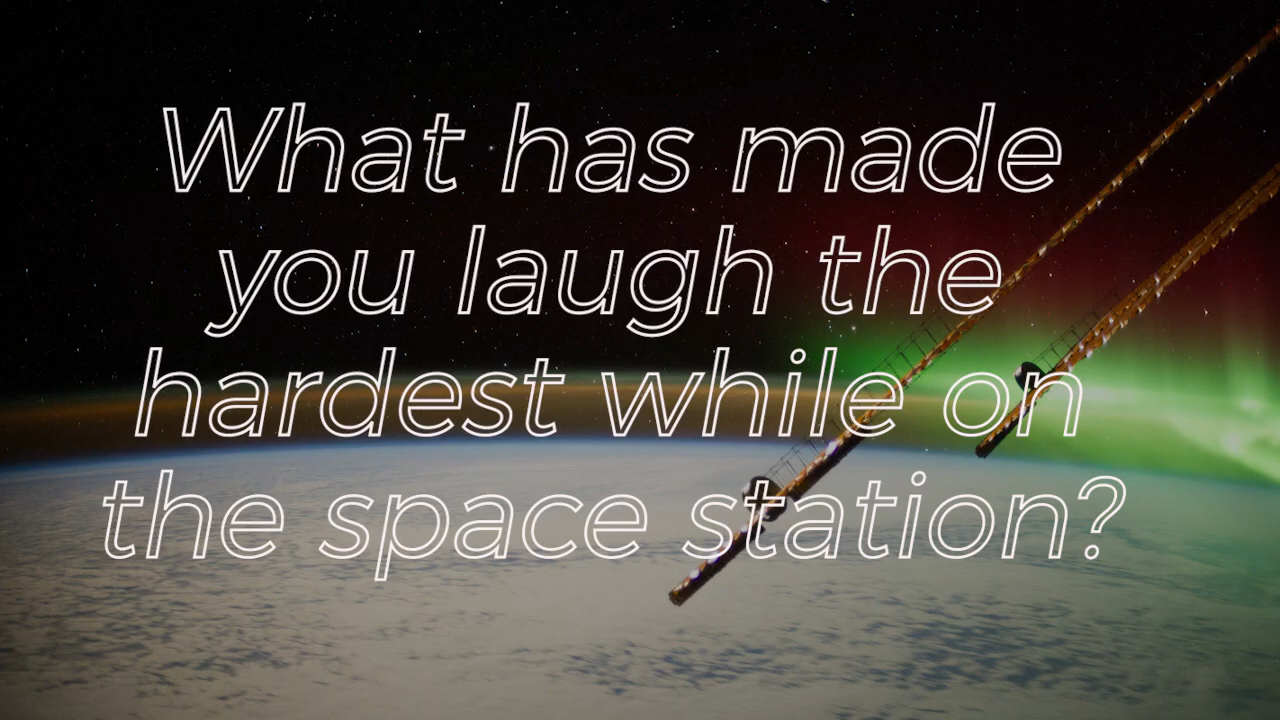 What has made
you laugh the
hardest while on
the space station?